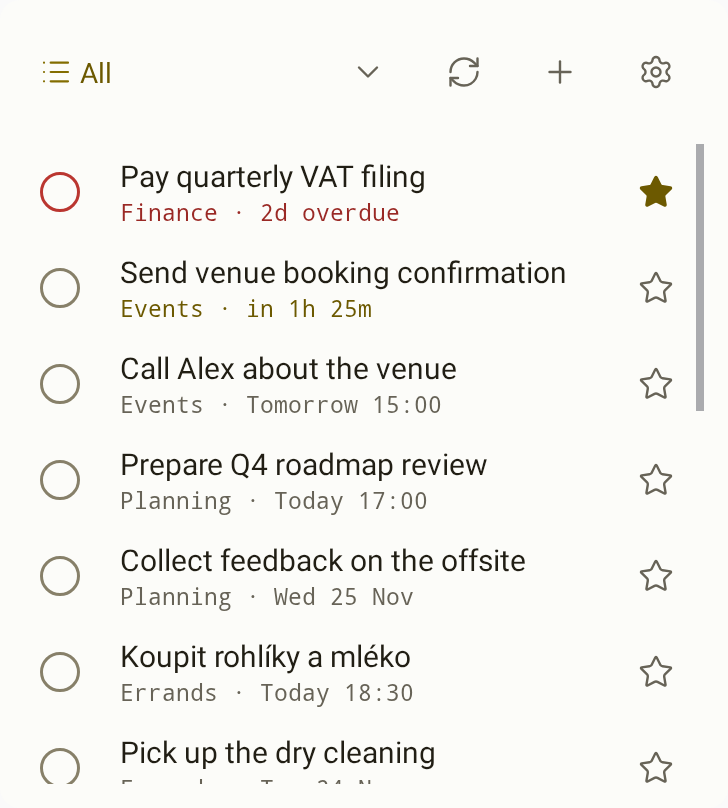 All
Pay quarterly VAT filing
Finance · 2d overdue
Send venue booking confirmation
Events · in 1h 25m
Call Alex about the venue
Events · Tomorrow 15:00
Prepare Q4 roadmap review
Planning · Today 17:00
Collect feedback on the offsite
Planning · Wed 25 Nov
Koupit rohlíky a mléko
Errands · Today 18:30
Pick up the dry cleaning